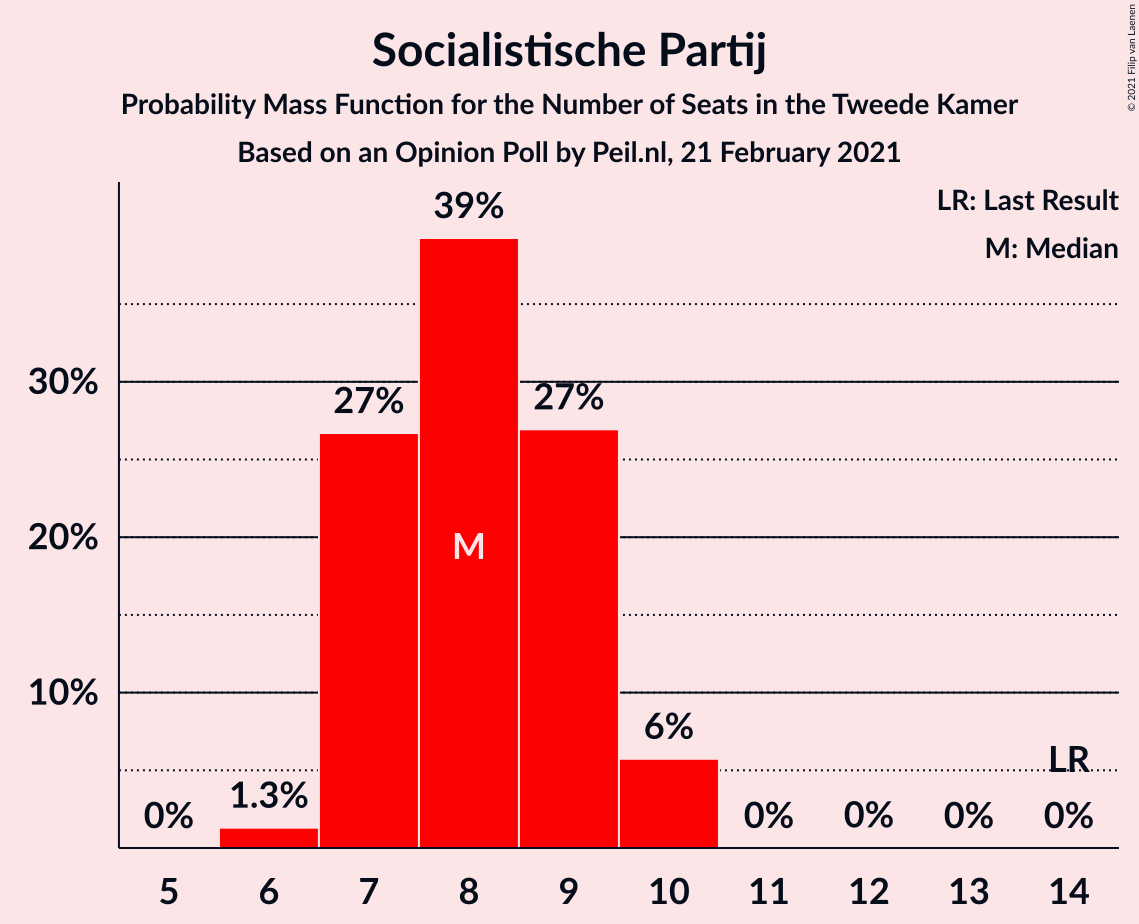 Socialistische Partij
Probability Mass Function for the Number of Seats in the Tweede Kamer
Based on an Opinion Poll by Peil.nl, 21 February 2021
© 2021 Filip van Laenen
LR: Last Result
M: Median
39%
30%
27%
27%
20%
M
10%
6%
LR
1.3%
0%
0%
0%
0%
0%
5 6 7 8 9 10 11 12 13 14